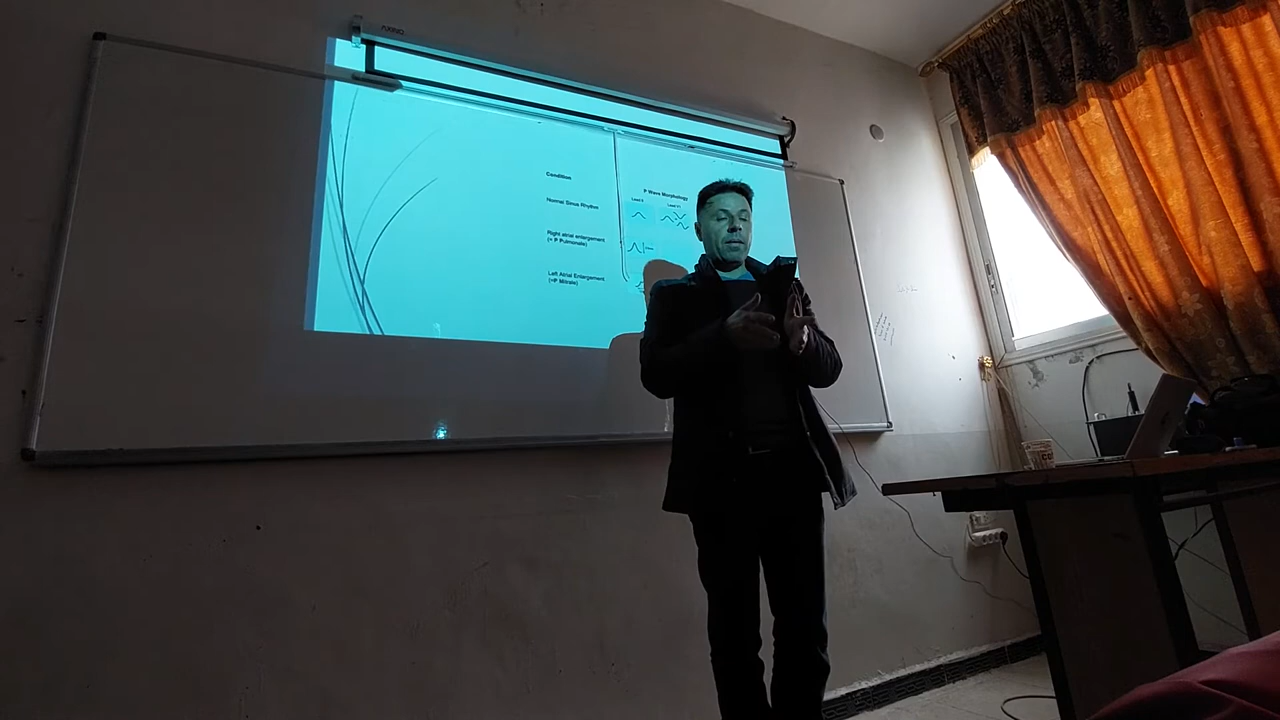 Condition
P Wave Morphology
Lead II
Lead V1
Normal Sinus Rhythm
Right atrial enlargement
(= P Pulmonale)
Left Atrial Enlargement
(=P Mitrale)